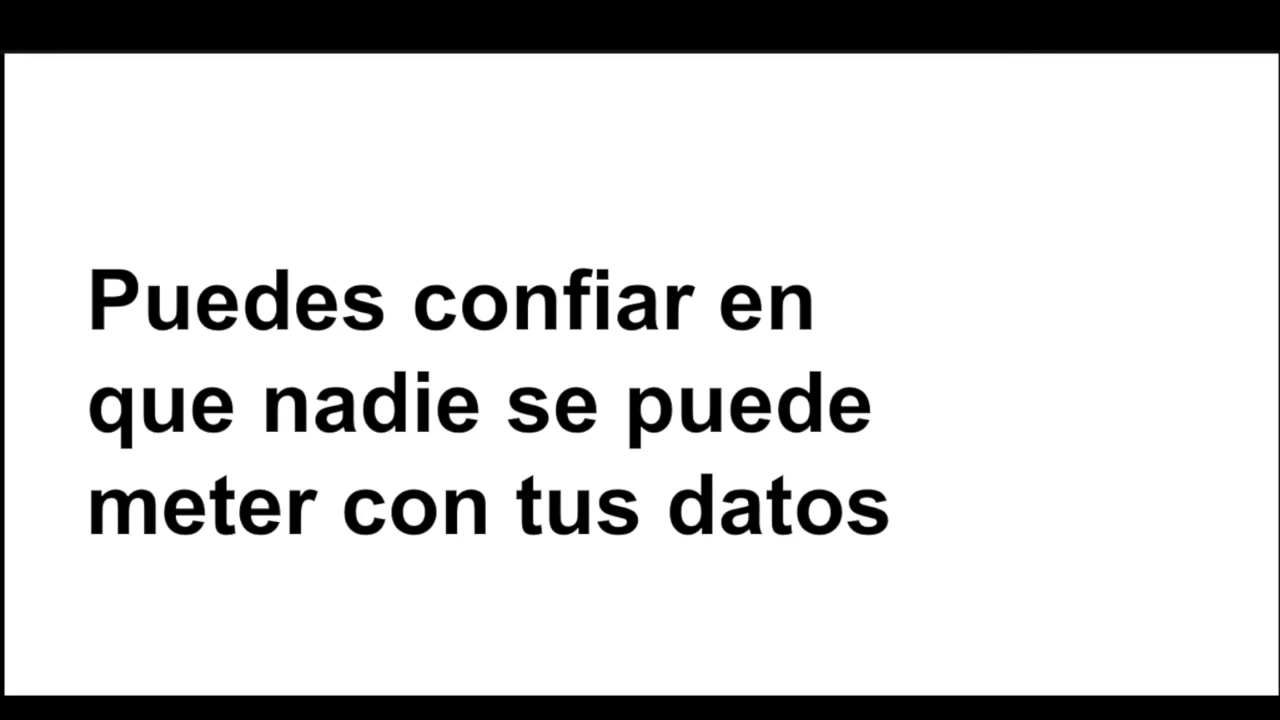 Puedes confiar en
que nadie se puede
meter con tus datos